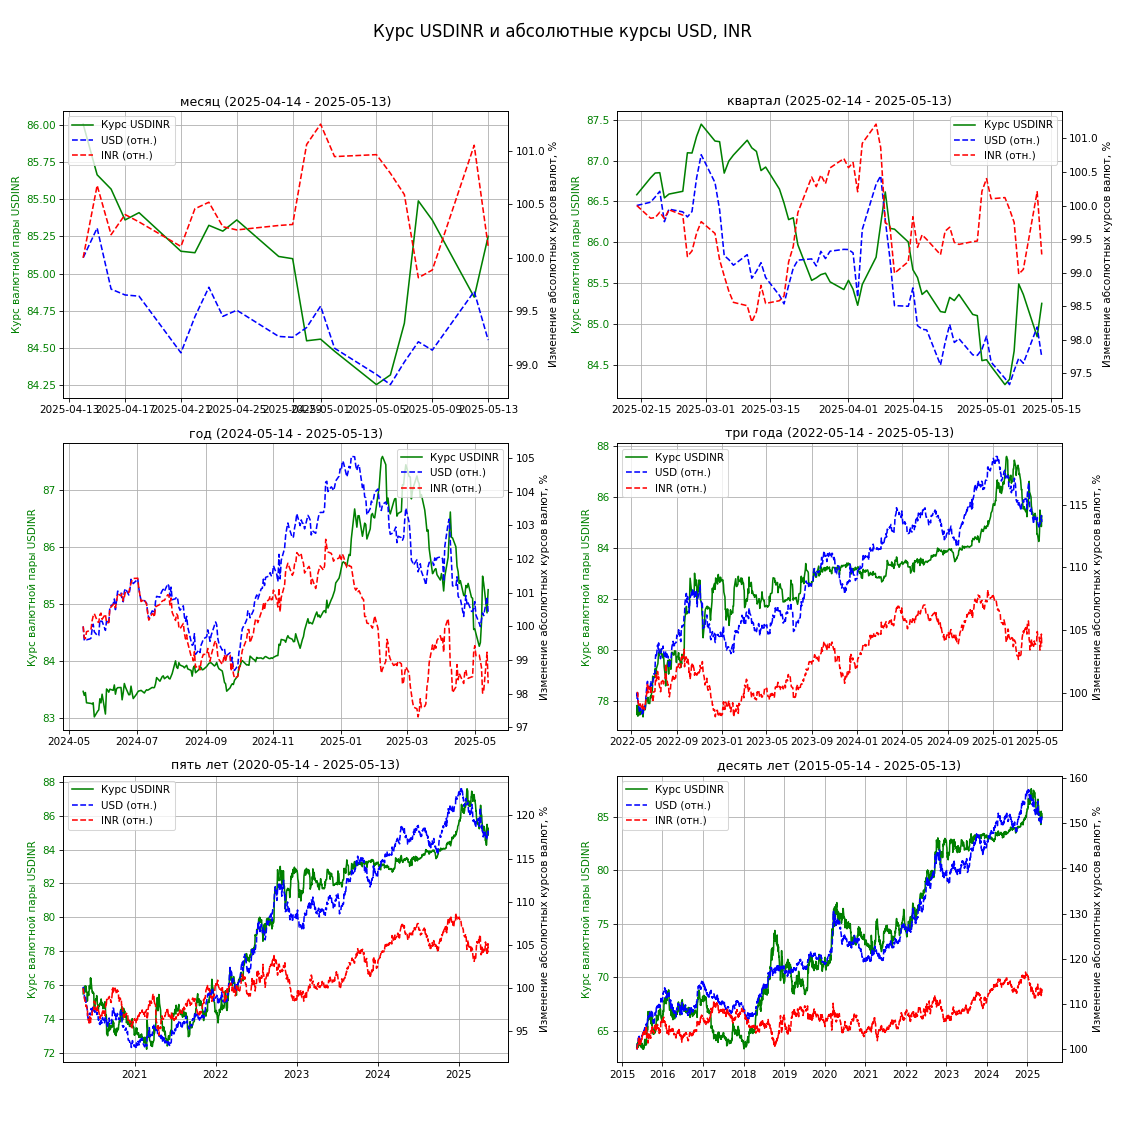 Курс USDINR и абсолютные курсы USD, INR
месяц (2025-04-14 - 2025-05-13)
Курс USDINR
USD (отн.)
INR (отн.)
Курс валютной пары USDINR
86.00
85.75
85.50
85.25
85.00
84.75
84.50
84.25
101.0
100.5
100.0
99.5
99.0
Изменение абсолютных курсов валют, %
2025-04-13 2025-04-17 2025-04-21 2025-04-25 2025-04-29 2025-05-01 2025-05-05 2025-05-09 2025-05-13
квартал (2025-02-14 - 2025-05-13)
Курс USDINR
USD (отн.)
INR (отн.)
Курс валютной пары USDINR
87.5
87.0
86.5
86.0
85.5
85.0
84.5
101.0
100.5
100.0
99.5
99.0
98.5
98.0
97.5
Изменение абсолютных курсов валют, %
2025-02-15 2025-03-01 2025-03-15 2025-04-01 2025-04-15 2025-05-01 2025-05-15
год (2024-05-14 - 2025-05-13)
Курс USDINR
USD (отн.)
INR (отн.)
Курс валютной пары USDINR
87
86
85
84
83
105
104
103
102
101
100
99
98
97
Изменение абсолютных курсов валют, %
2024-05 2024-07 2024-09 2024-11 2025-01 2025-03 2025-05
три года (2022-05-14 - 2025-05-13)
Курс USDINR
USD (отн.)
INR (отн.)
Курс валютной пары USDINR
88
86
84
82
80
78
115
110
105
100
Изменение абсолютных курсов валют, %
2022-05 2022-09 2023-01 2023-05 2023-09 2024-01 2024-05 2024-09 2025-01 2025-05
пять лет (2020-05-14 - 2025-05-13)
Курс USDINR
USD (отн.)
INR (отн.)
Курс валютной пары USDINR
88
86
84
82
80
78
76
74
72
120
115
110
105
100
95
Изменение абсолютных курсов валют, %
2021 2022 2023 2024 2025
десять лет (2015-05-14 - 2025-05-13)
Курс USDINR
USD (отн.)
INR (отн.)
Курс валютной пары USDINR
85
80
75
70
65
160
150
140
130
120
110
100
Изменение абсолютных курсов валют, %
2015 2016 2017 2018 2019 2020 2021 2022 2023 2024 2025